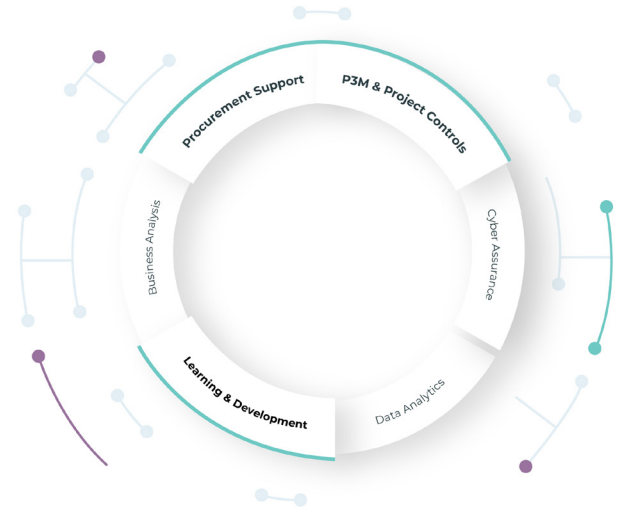 Procurement Support
P3M & Project Controls
Cyber Assurance
Data Analytics
Learning & Development
Business Analysis